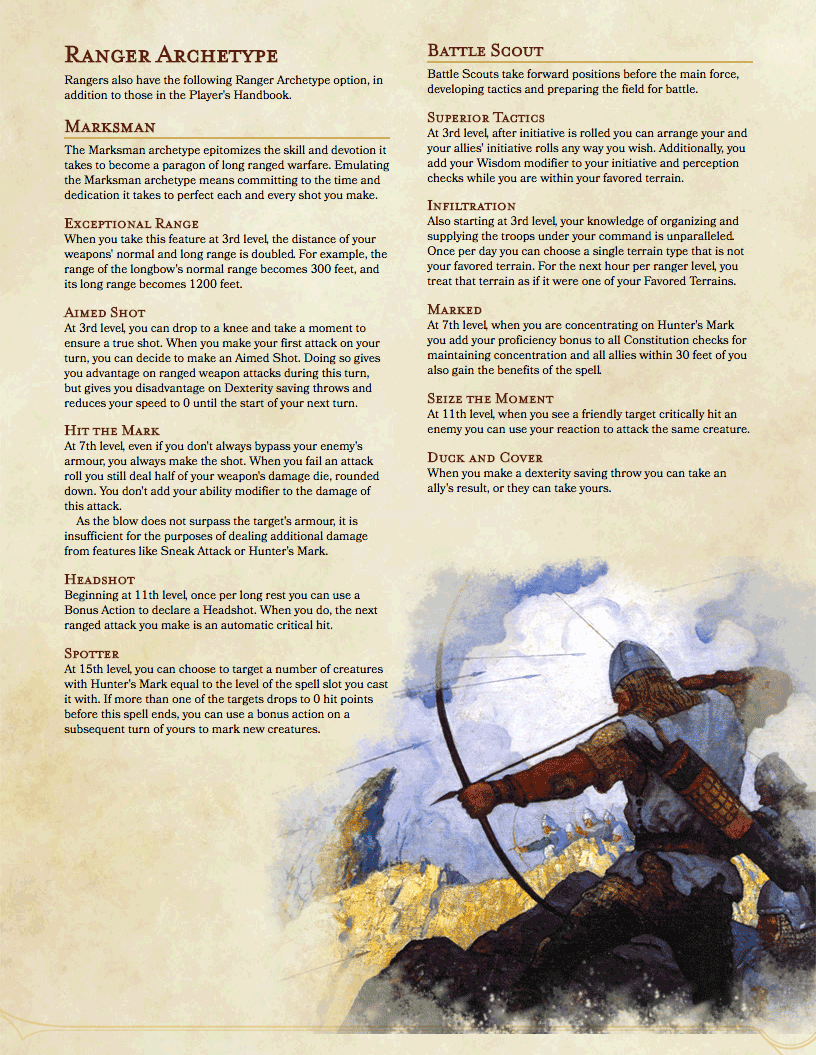 Ranger Archetype
Rangers also have the following Ranger Archetype option, in
addition to those in the Player's Handbook.
Marksman
The Marksman archetype epitomizes the skill and devotion it
takes to become a paragon of long ranged warfare. Emulating
the Marksman archetype means committing to the time and
dedication it takes to perfect each and every shot you make.
Exceptional Range
When you take this feature at 3rd level, the distance of your
weapons' normal and long range is doubled. For example, the
range of the longbow's normal range becomes 300 feet, and
its long range becomes 1200 feet.
Aimed Shot
At 3rd level, you can drop to a knee and take a moment to
ensure a true shot. When you make your first attack on your
turn, you can decide to make an Aimed Shot. Doing so gives
you advantage on ranged weapon attacks during this turn,
but gives you disadvantage on Dexterity saving throws and
reduces your speed to 0 until the start of your next turn.
Hit the Mark
At 7th level, even if you don't always bypass your enemy's
armour, you always make the shot. When you fail an attack
roll you still deal half of your weapon's damage die, rounded
down. You don't add your ability modifier to the damage of
this attack.
As the blow does not surpass the target's armour, it is
insufficient for the purposes of dealing additional damage
from features like Sneak Attack or Hunter's Mark.
Headshot
Beginning at 11th level, once per long rest you can use a
Bonus Action to declare a Headshot. When you do, the next
ranged attack you make is an automatic critical hit.
Spotter
At 15th level, you can choose to target a number of creatures
with Hunter's Mark equal to the level of the spell slot you cast
it with. If more than one of the targets drops to 0 hit points
before this spell ends, you can use a bonus action on a
subsequent turn of yours to mark new creatures.
Battle Scout
Battle Scouts take forward positions before the main force,
developing tactics and preparing the field for battle.
Superior Tactics
At 3rd level, after initiative is rolled you can arrange your and
your allies' initiative rolls any way you wish. Additionally, you
add your Wisdom modifier to your initiative and perception
checks while you are within your favored terrain.
Infiltration
Also starting at 3rd level, your knowledge of organizing and
supplying the troops under your command is unparalleled.
Once per day you can choose a single terrain type that is not
your favored terrain. For the next hour per ranger level, you
treat that terrain as if it were one of your Favored Terrains.
Marked
At 7th level, when you are concentrating on Hunter's Mark
you add your proficiency bonus to all Constitution checks for
maintaining concentration and all allies within 30 feet of you
also gain the benefits of the spell.
Seize the Moment
At 11th level, when you see a friendly target critically hit an
enemy you can use your reaction to attack the same creature.
Duck and Cover
When you make a dexterity saving throw you can take an
ally's result, or they can take yours.